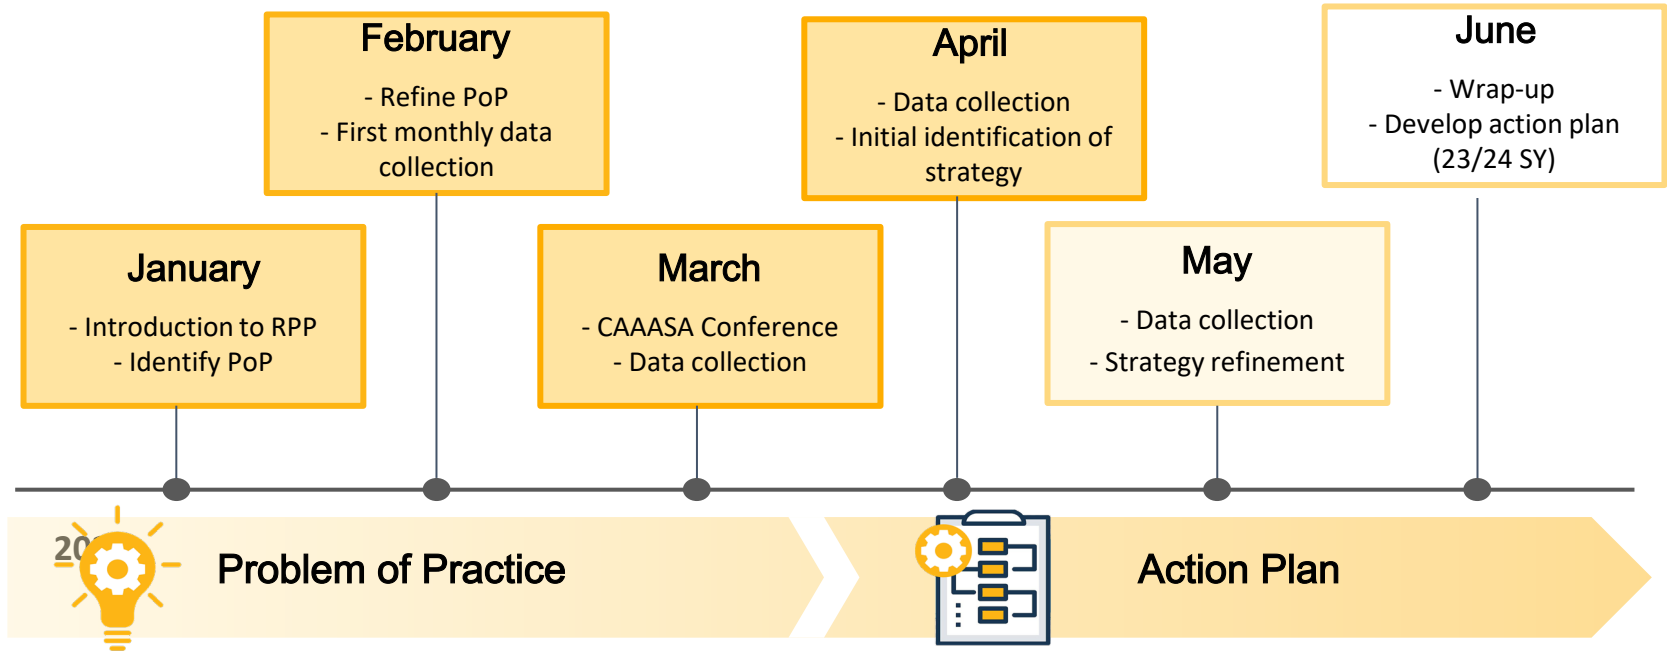 January
- Introduction to RPP
- Identify PoP
February
- Refine PoP
- First monthly data
collection
March
- CAAASA Conference
- Data collection
April
- Data collection
- Initial identification of
strategy
May
- Data collection
- Strategy refinement
June
- Wrap-up
- Develop action plan
(23/24 SY)
Problem of Practice
Action Plan